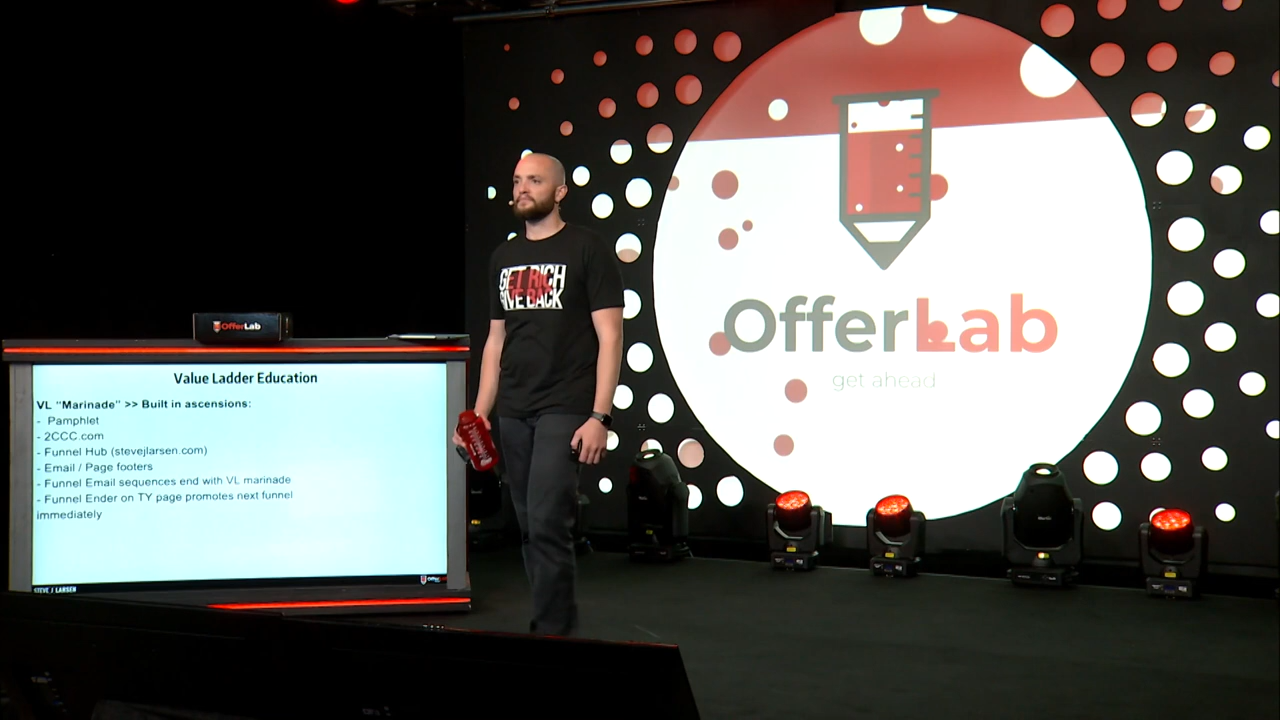 OfferLab
get ahead
GET RICH
GIVE BACK
OfferLab
Value Ladder Education
VL “Marinade” >> Built in ascensions:
- Pamphlet
- 2CCC.com
- Funnel Hub (stevejlarsen.com)
- Email / Page footers
- Funnel Email sequences end with VL marinade
- Funnel Ender on TY page promotes next funnel
immediately
STEVE J LARSEN